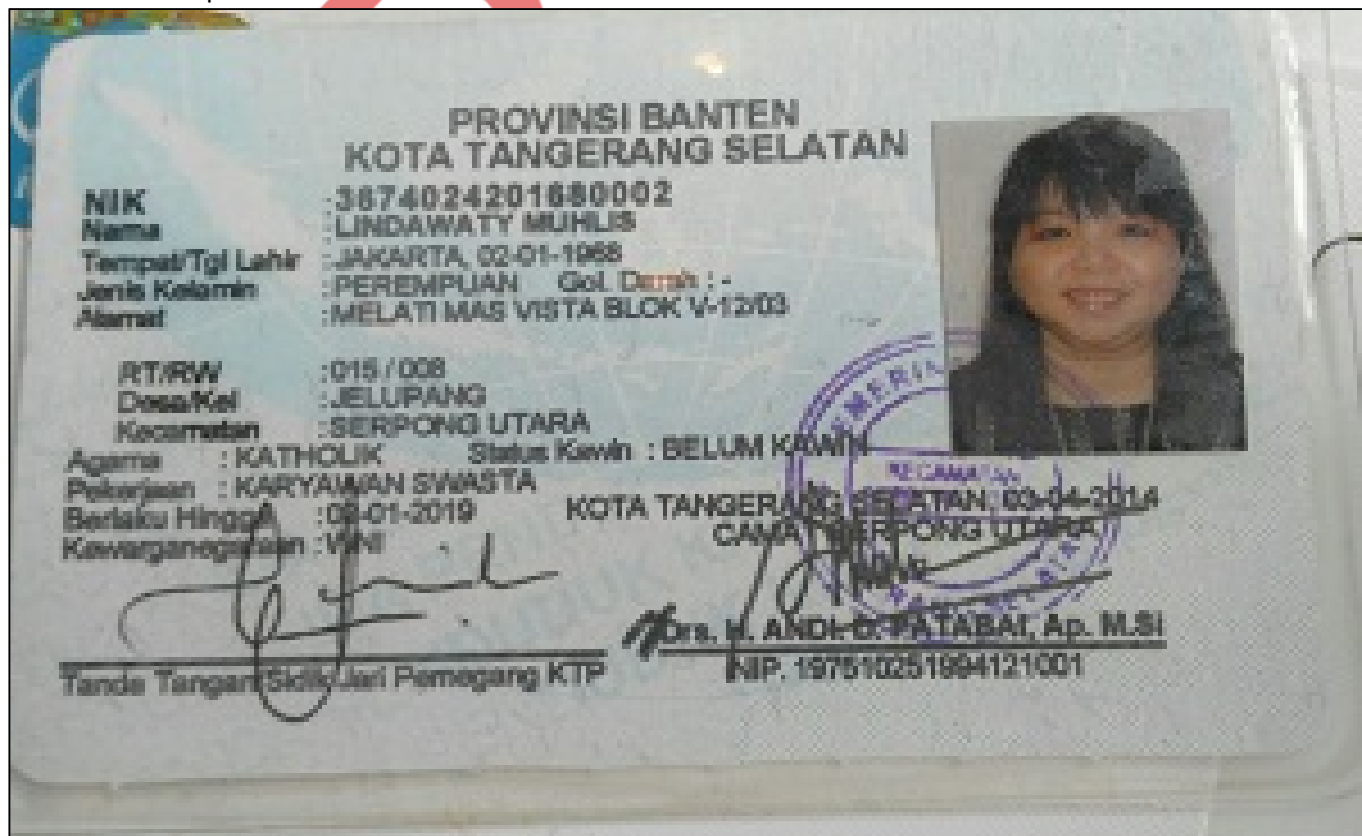 PROVINSI BANTEN
KOTA TANGERANG SELATAN
NIK :3674024201680002
Nama :LINDAWATY MUHLIS
Tempat/Tgl Lahir :JAKARTA, 02-01-1968
Jenis Kelamin :PEREMPUAN Gol. Darah : -
Alamat :MELATI MAS VISTA BLOK V-12/03
RT/RW :015 / 008
Desa/Kel :JELUPANG
Kecamatan :SERPONG UTARA
Agama : KATHOLIK Status Kawin : BELUM KAWIN
Pekerjaan : KARYAWAN SWASTA
Berlaku Hingga :02-01-2019 KOTA TANGERANG SELATAN, 03-04-2014
Kewarganegaraan :WNI CAMAT SERPONG UTARA
KECAMATAN
Drs. H. ANDI. D. PATABAI, Ap. M.Si
Tanda Tangan/Sidik Jari Pemegang KTP NIP. 197510251994121001